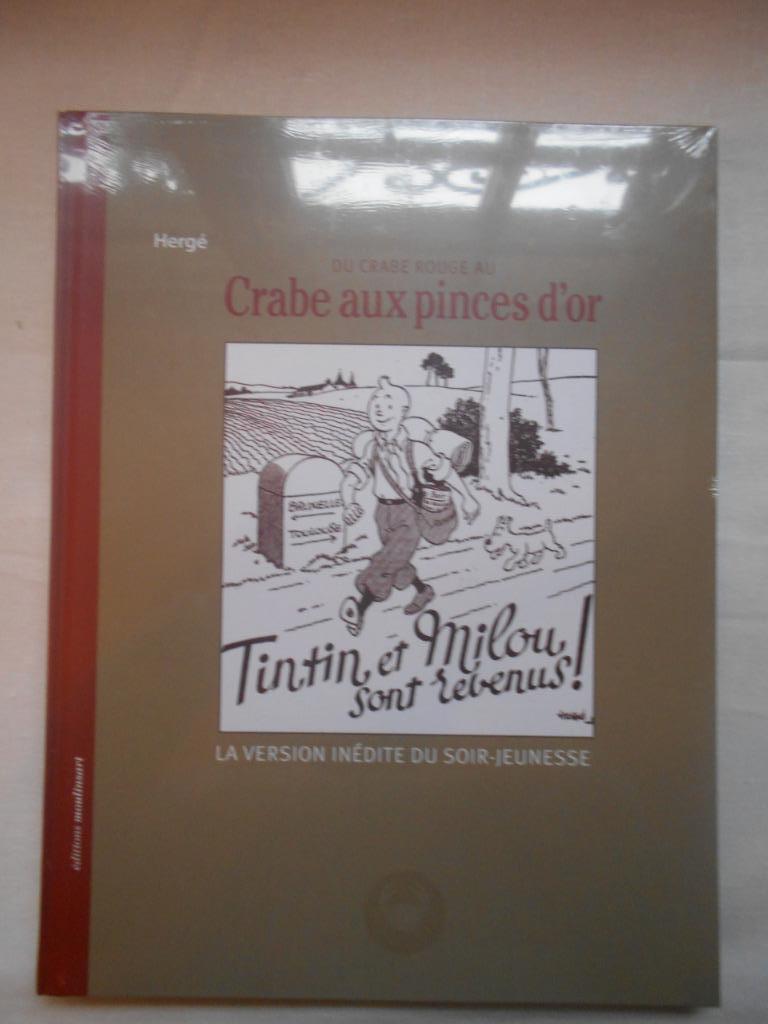 Hergé
DU CRABE ROUGE AU
Crabe aux pinces d'or
BRUXELLE
TOULOUSE
Tintin et Milou
sont revenus!
LA VERSION INÉDITE DU SOIR-JEUNESSE
éditions moulinsart